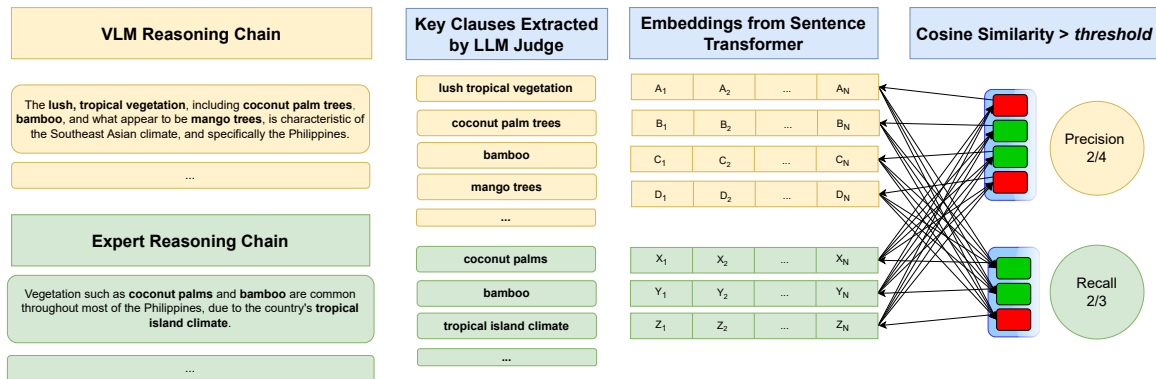 VLM Reasoning Chain
The lush, tropical vegetation, including coconut palm trees,
bamboo, and what appear to be mango trees, is characteristic of
the Southeast Asian climate, and specifically the Philippines.
...
Expert Reasoning Chain
Vegetation such as coconut palms and bamboo are common
throughout most of the Philippines, due to the country's tropical
island climate.
...
Key Clauses Extracted
by LLM Judge
lush tropical vegetation
coconut palm trees
bamboo
mango trees
...
coconut palms
bamboo
tropical island climate
...
Embeddings from Sentence
Transformer
A1 A2 ... AN
B1 B2 ... BN
C1 C2 ... CN
D1 D2 ... DN
X1 X2 ... XN
Y1 Y2 ... YN
Z1 Z2 ... ZN
Cosine Similarity > threshold
Precision
2/4
Recall
2/3